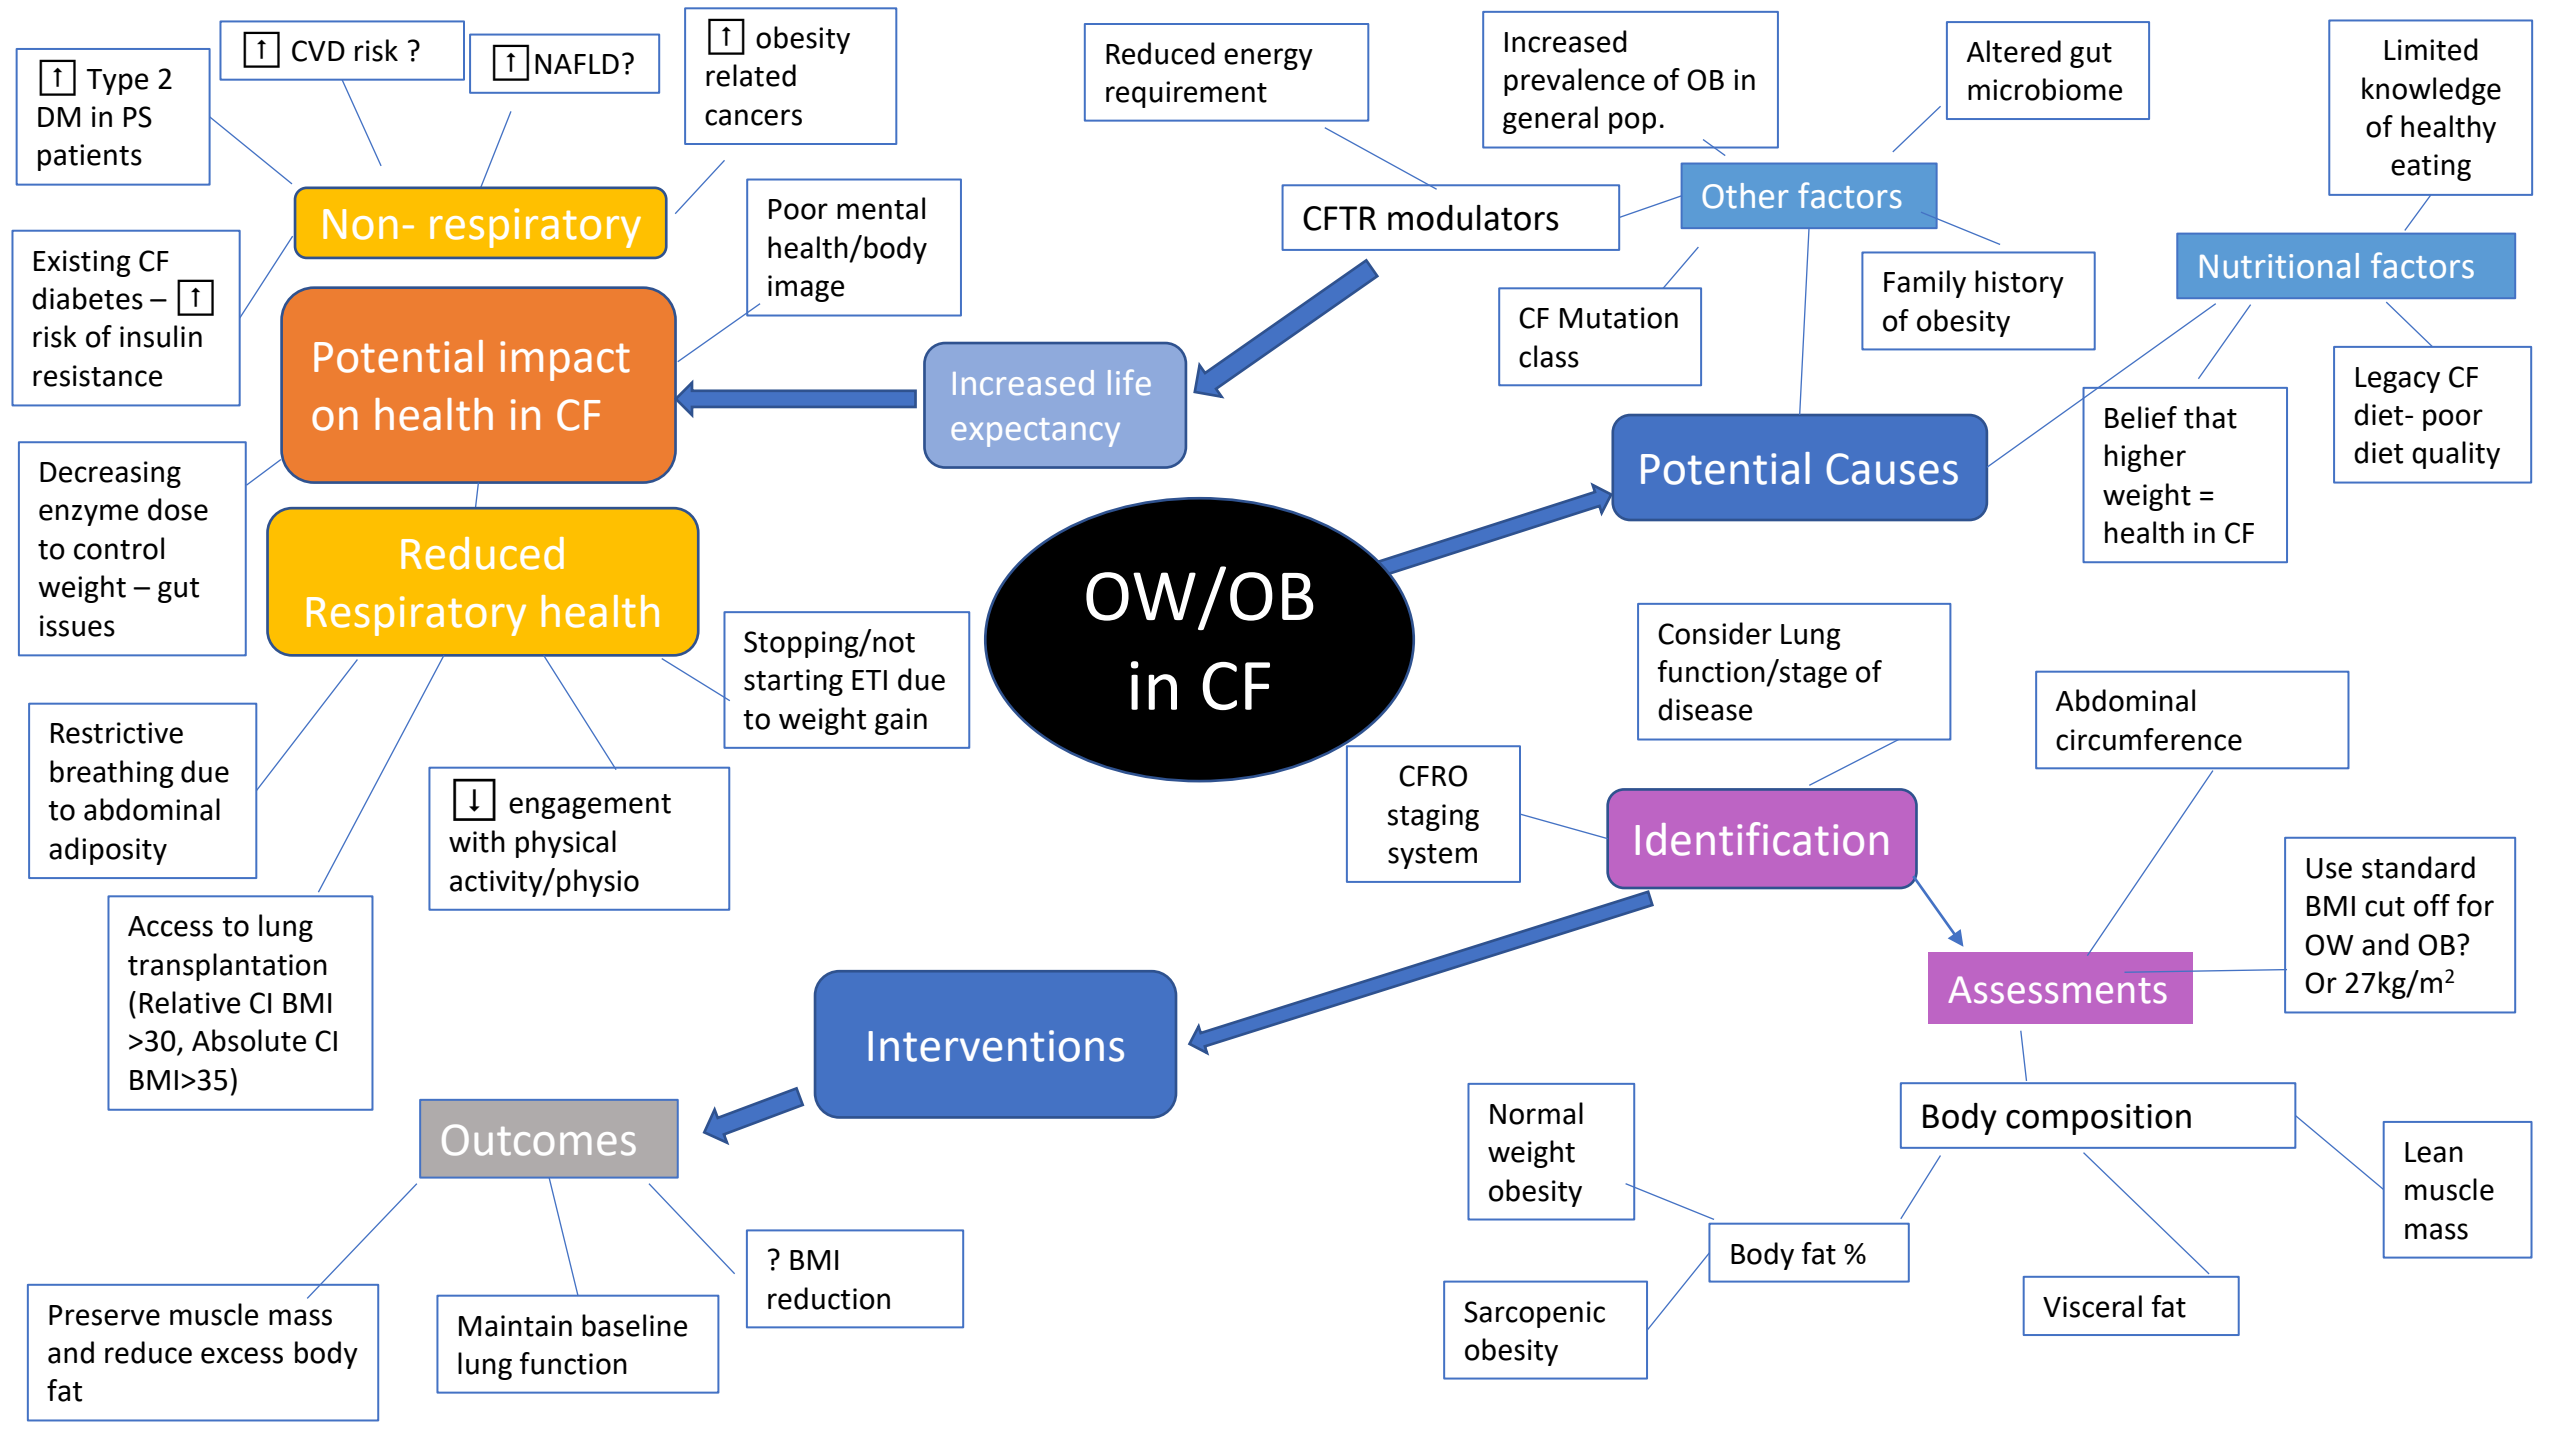 ↑ Type 2
DM in PS
patients
↑ CVD risk ?
↑ NAFLD?
↑ obesity
related
cancers
Non- respiratory
Poor mental
health/body
image
Existing CF
diabetes – ↑
risk of insulin
resistance
Potential impact
on health in CF
Increased life
expectancy
Decreasing
enzyme dose
to control
weight – gut
issues
Reduced
Respiratory health
Stopping/not
starting ETI due
to weight gain
Restrictive
breathing due
to abdominal
adiposity
↓ engagement
with physical
activity/physio
Access to lung
transplantation
(Relative CI BMI
>30, Absolute CI
BMI>35)
Reduced energy
requirement
Increased
prevalence of OB in
general pop.
Altered gut
microbiome
Limited
knowledge
of healthy
eating
CFTR modulators
Other factors
Nutritional factors
CF Mutation
class
Family history
of obesity
Belief that
higher
weight =
health in CF
Legacy CF
diet- poor
diet quality
Potential Causes
OW/OB
in CF
Consider Lung
function/stage of
disease
Abdominal
circumference
CFRO
staging
system
Identification
Use standard
BMI cut off for
OW and OB?
Or 27kg/m²
Assessments
Interventions
Body composition
Normal
weight
obesity
Lean
muscle
mass
Body fat %
Sarcopenic
obesity
Visceral fat
Outcomes
Preserve muscle mass
and reduce excess body
fat
Maintain baseline
lung function
? BMI
reduction